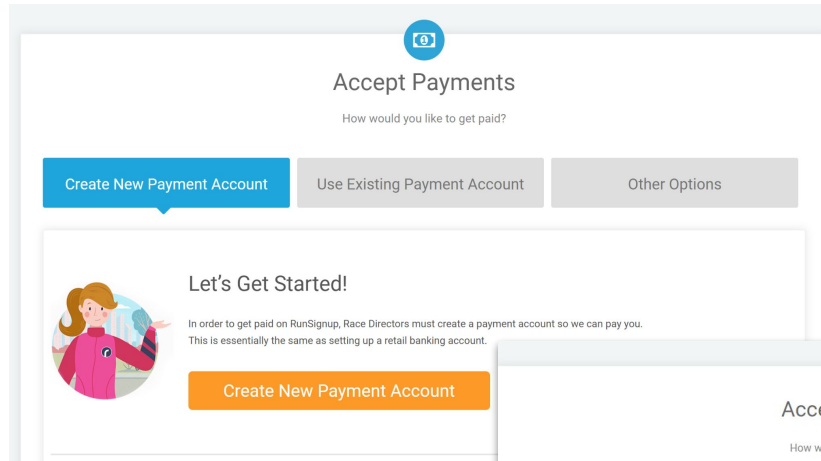 Accept Payments
How would you like to get paid?
Create New Payment Account
Use Existing Payment Account
Other Options
Let's Get Started!
In order to get paid on RunSignup, Race Directors must create a payment account so we can pay you.
This is essentially the same as setting up a retail banking account.
Create New Payment Account
How